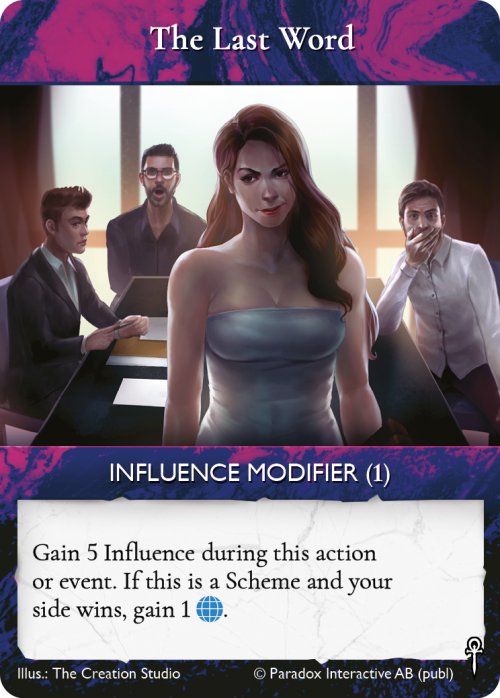 The Last Word
INFLUENCE MODIFIER (1)
Gain 5 Influence during this action
or event. If this is a Scheme and your
side wins, gain 1 .
Illus.: The Creation Studio © Paradox Interactive AB (publ)